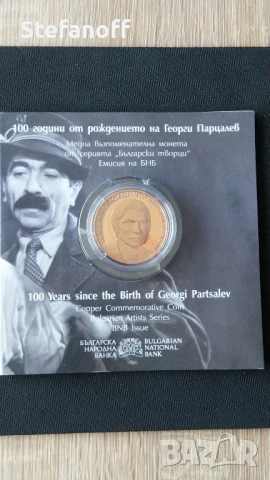 Stefanoff
100 години от рождението на Георги Парцалев
Медна възпоменателна монета
от серията „Български творци“
Емисия на БНБ
100 Years since the Birth of Georgi Partsalev
Copper Commemorative Coin
Bulgarian Artists Series
BNB Issue
БЪЛГАРСКА
НАРОДНА
БАНКА
BULGARIAN
NATIONAL
BANK
bazar